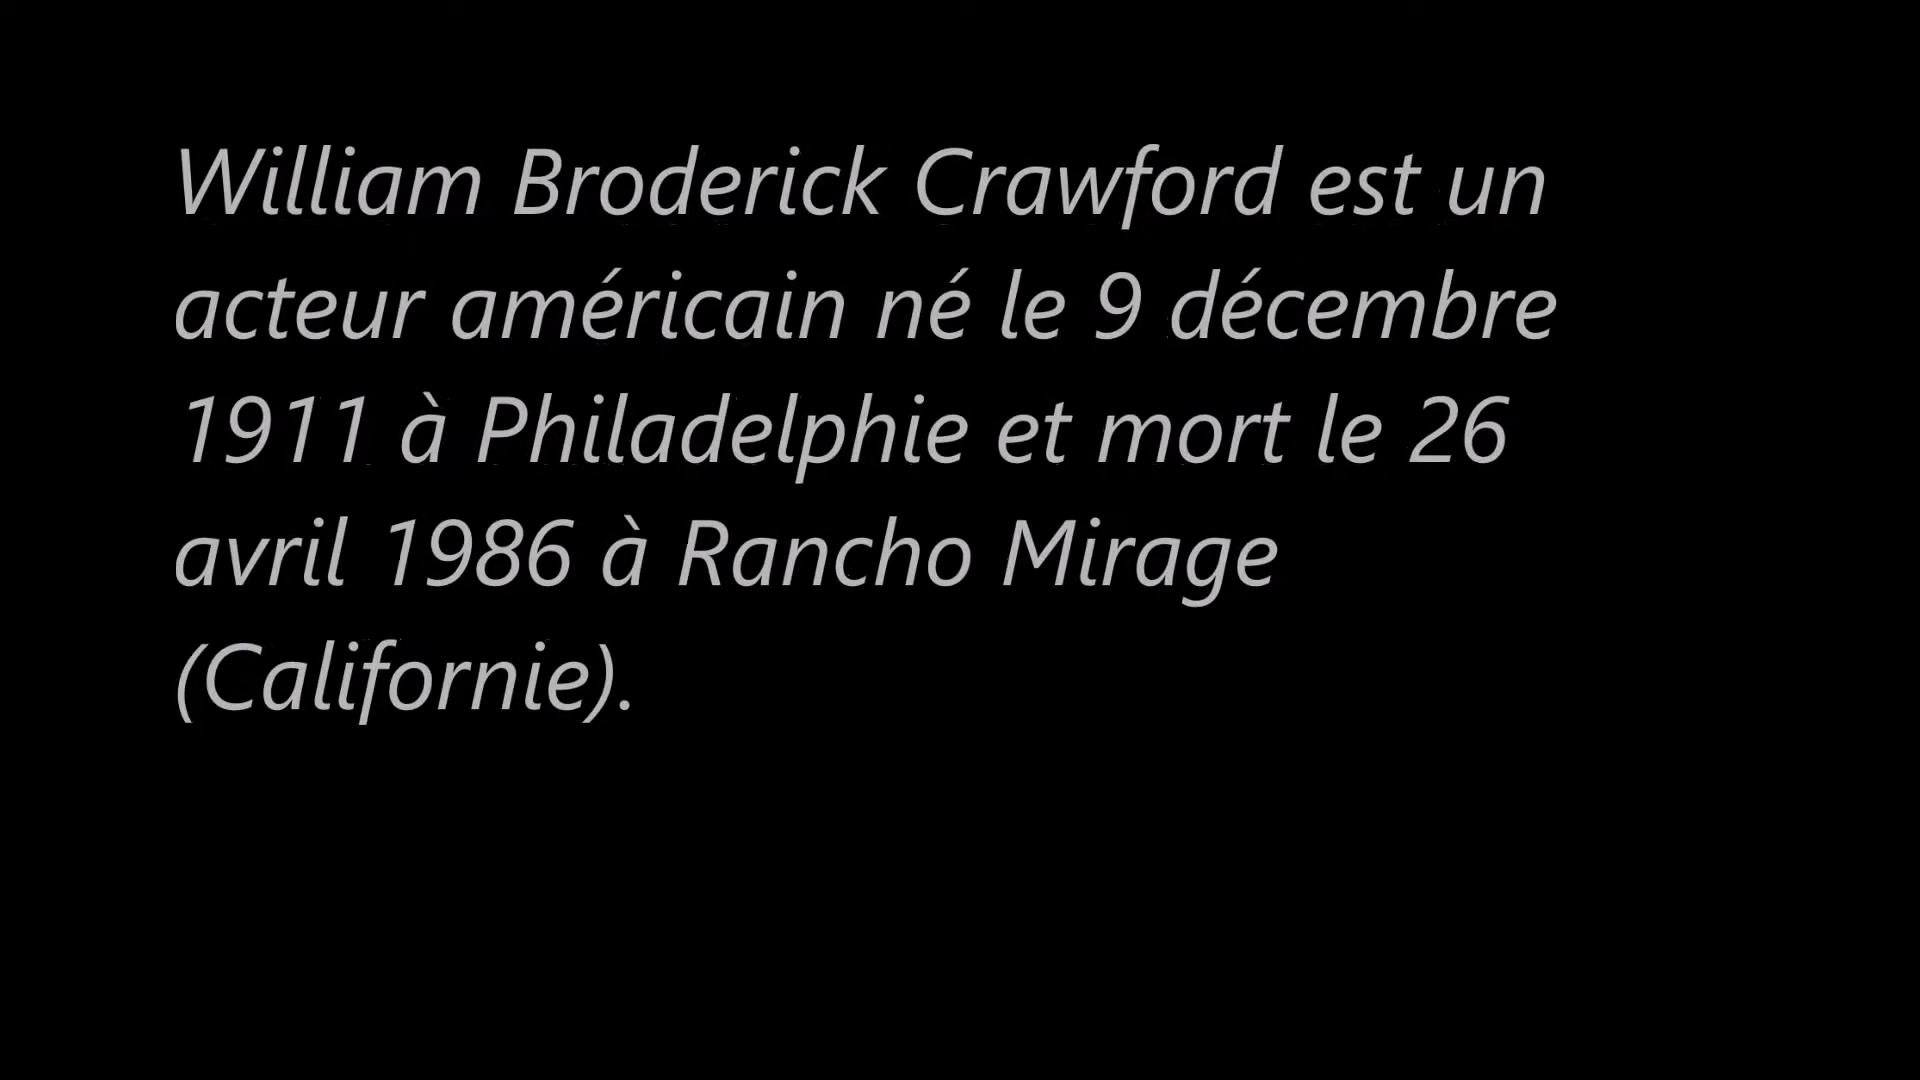 William Broderick Crawford est un
acteur américain né le 9 décembre
1911 à Philadelphie et mort le 26
avril 1986 à Rancho Mirage
(Californie).